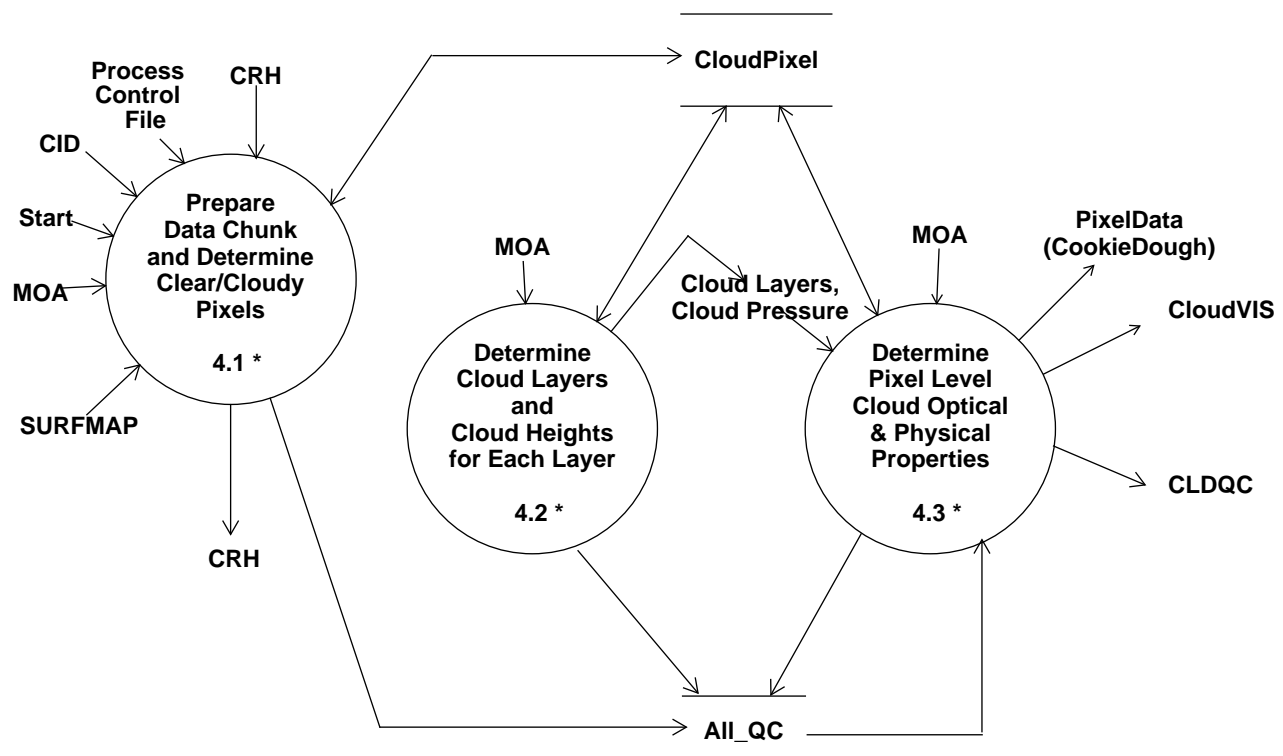 CloudPixel
Process
Control
File
CRH
CID
Start
MOA
SURFMAP
Prepare
Data Chunk
and Determine
Clear/Cloudy
Pixels
4.1 *
CRH
MOA
Cloud Layers,
Cloud Pressure
MOA
PixelData
(CookieDough)
CloudVIS
CLDQC
Determine
Cloud Layers
and
Cloud Heights
for Each Layer
4.2 *
Determine
Pixel Level
Cloud Optical
& Physical
Properties
4.3 *
All_QC